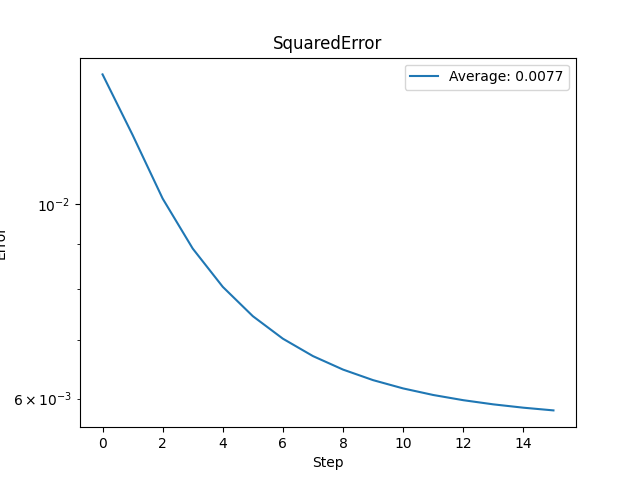 SquaredError
Average: 0.0077
10⁻²
6 × 10⁻³
Error
0 2 4 6 8 10 12 14
Step